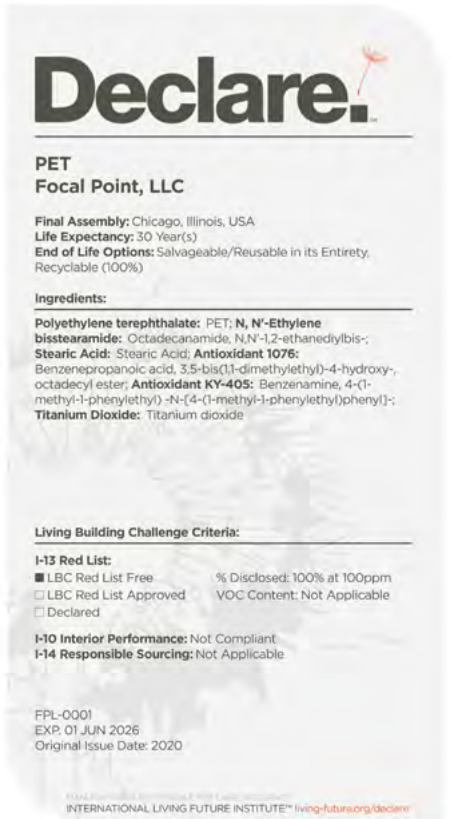 Declare.
PET
Focal Point, LLC
Final Assembly: Chicago, Illinois, USA
Life Expectancy: 30 Year(s)
End of Life Options: Salvageable/Reusable in its Entirety,
Recyclable (100%)
Ingredients:
Polyethylene terephthalate: PET; N, N'-Ethylene
bisstearamide: Octadecanamide, N,N'-1,2-ethanediylbis-;
Stearic Acid: Stearic Acid; Antioxidant 1076:
Benzenepropanoic acid, 3,5-bis(1,1-dimethylethyl)-4-hydroxy-,
octadecyl ester; Antioxidant KY-405: Benzenamine, 4-(1-
methyl-1-phenylethyl) -N-[4-(1-methyl-1-phenylethyl)phenyl]-;
Titanium Dioxide: Titanium dioxide
Living Building Challenge Criteria:
I-13 Red List:
■ LBC Red List Free % Disclosed: 100% at 100ppm
□ LBC Red List Approved VOC Content: Not Applicable
□ Declared
I-10 Interior Performance: Not Compliant
I-14 Responsible Sourcing: Not Applicable
FPL-0001
EXP. 01 JUN 2026
Original Issue Date: 2020
INTERNATIONAL LIVING FUTURE INSTITUTE™ living-future.org/declare